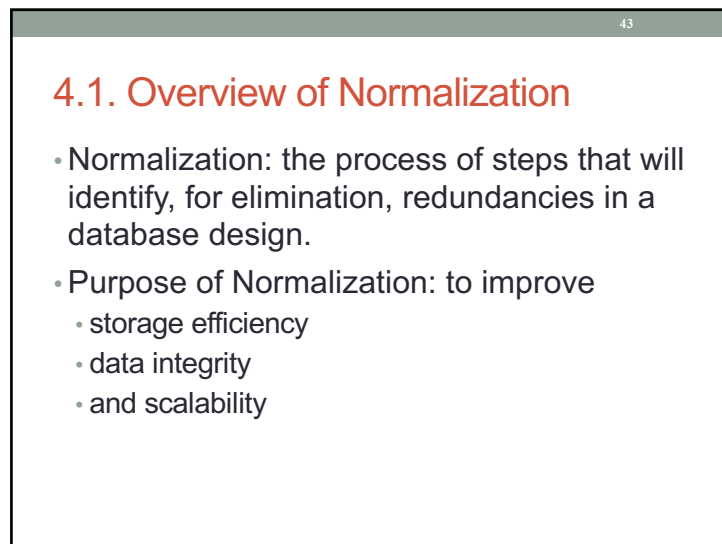 43
4.1. Overview of Normalization
• Normalization: the process of steps that will
identify, for elimination, redundancies in a
database design.
• Purpose of Normalization: to improve
• storage efficiency
• data integrity
• and scalability